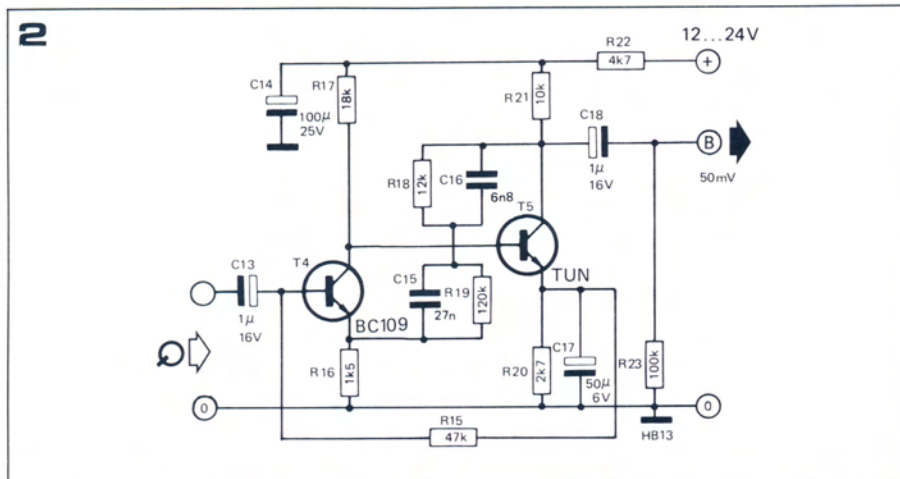 2
12...24V
R22
4k7
+
C14
100µ
25V
R17
18k
R21
10k
C18
1µ
16V
B
50mV
R18
12k
C16
6n8
T5
TUN
C13
1µ
16V
T4
BC109
C15
27n
R19
120k
Q
R16
1k5
R20
2k7
C17
50µ
6V
R23
100k
0
0
R15
47k
HB13